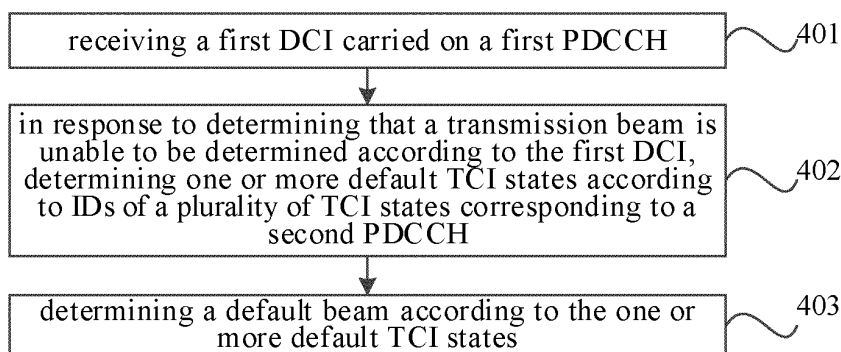 receiving a first DCI carried on a first PDCCH
401
in response to determining that a transmission beam is
unable to be determined according to the first DCI,
determining one or more default TCI states according
to IDs of a plurality of TCI states corresponding to a
second PDCCH
402
determining a default beam according to the one or
more default TCI states
403